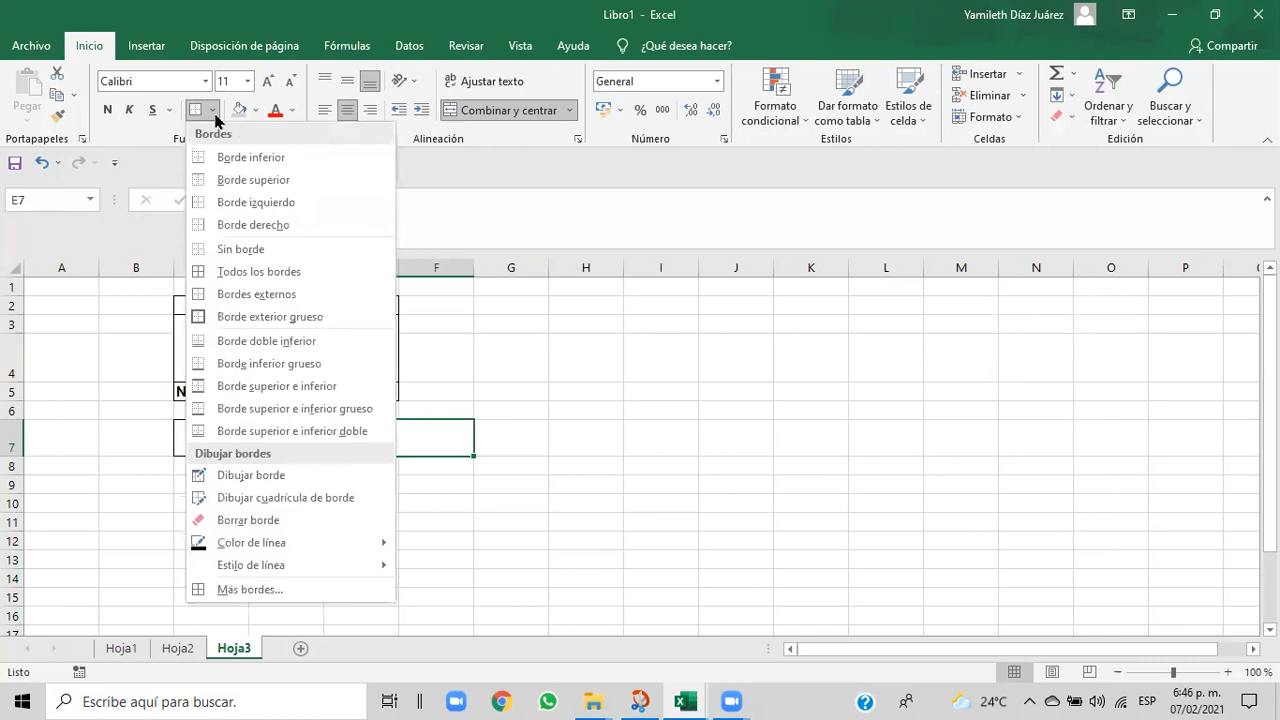 Libro1 - Excel
Yamileth Díaz Juárez
Archivo Inicio Insertar Disposición de página Fórmulas Datos Revisar Vista Ayuda ¿Qué desea hacer? Compartir
Pegar
Portapapeles
Calibri 11
N K S A
Ajustar texto
Combinar y centrar
Alineación
General
% 000
Número
Formato condicional
Dar formato como tabla
Estilos de celda
Estilos
Insertar
Eliminar
Formato
Celdas
Ordenar y filtrar
Buscar y seleccionar
Edición
E7
Bordes
Borde inferior
Borde superior
Borde izquierdo
Borde derecho
Sin borde
Todos los bordes
Bordes externos
Borde exterior grueso
Borde doble inferior
Borde inferior grueso
Borde superior e inferior
Borde superior e inferior grueso
Borde superior e inferior doble
Dibujar bordes
Dibujar borde
Dibujar cuadrícula de borde
Borrar borde
Color de línea
Estilo de línea
Más bordes...
A B F G H I J K L M N O P
1
2
3
4
5 N
6
7
8
9
10
11
12
13
14
15
16
17
Hoja1 Hoja2 Hoja3
Listo
100 %
Escribe aquí para buscar.
24°C
ESP
6:46 p. m.
07/02/2021